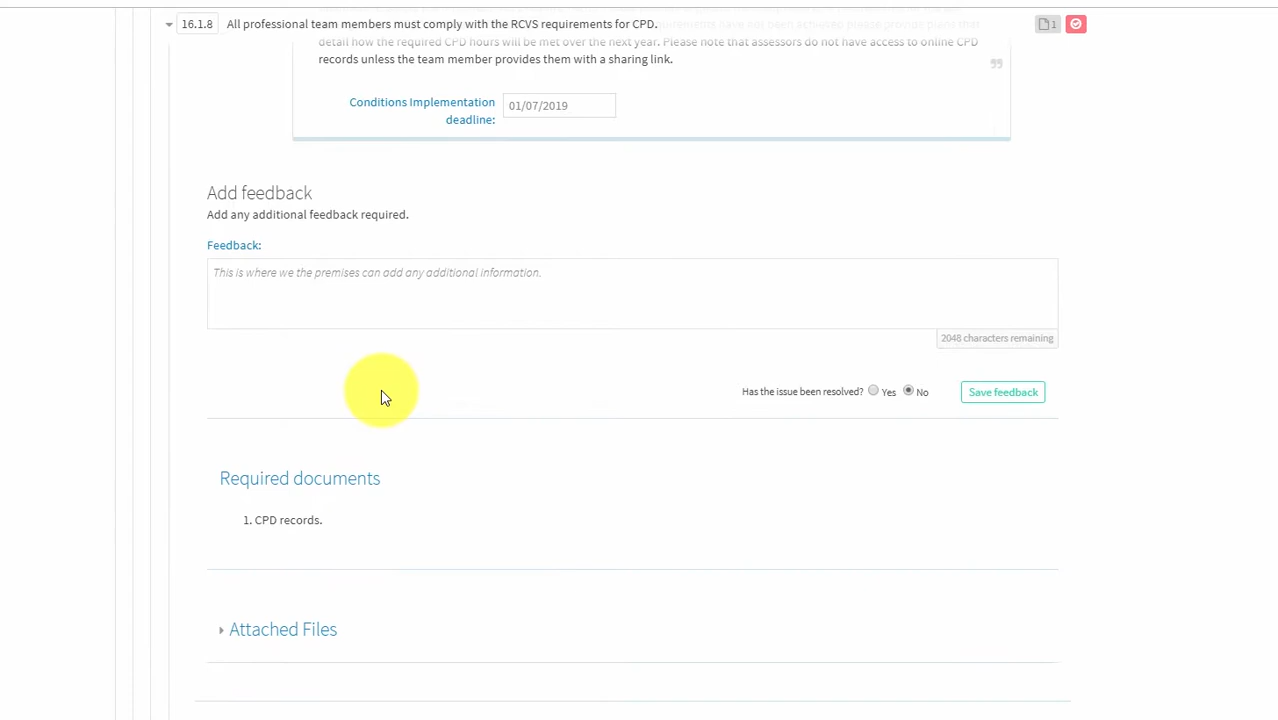 16.1.8 All professional team members must comply with the RCVS requirements for CPD. 1
detail how the required CPD hours will be met over the next year. Please note that assessors do not have access to online CPD
records unless the team member provides them with a sharing link.
Conditions Implementation
deadline:
01/07/2019
Add feedback
Add any additional feedback required.
Feedback:
This is where we the premises can add any additional information.
2048 characters remaining
Has the issue been resolved? Yes No Save feedback
Required documents
1. CPD records.
Attached Files